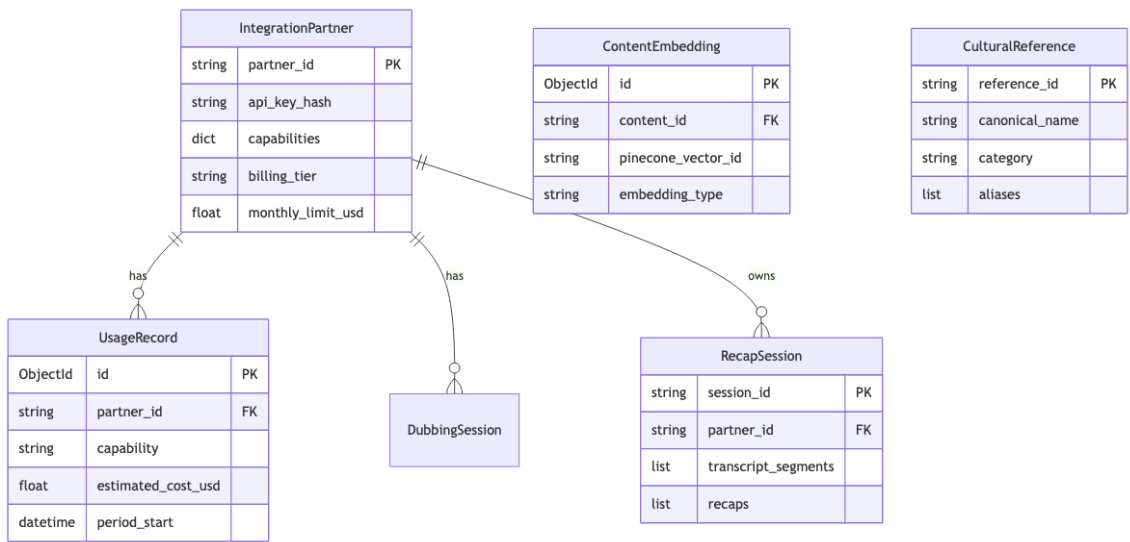 IntegrationPartner
string partner_id PK
string api_key_hash
dict capabilities
string billing_tier
float monthly_limit_usd
ContentEmbedding
ObjectId id PK
string content_id FK
string pinecone_vector_id
string embedding_type
CulturalReference
string reference_id PK
string canonical_name
string category
list aliases
has
has
owns
UsageRecord
ObjectId id PK
string partner_id FK
string capability
float estimated_cost_usd
datetime period_start
DubbingSession
RecapSession
string session_id PK
string partner_id FK
list transcript_segments
list recaps